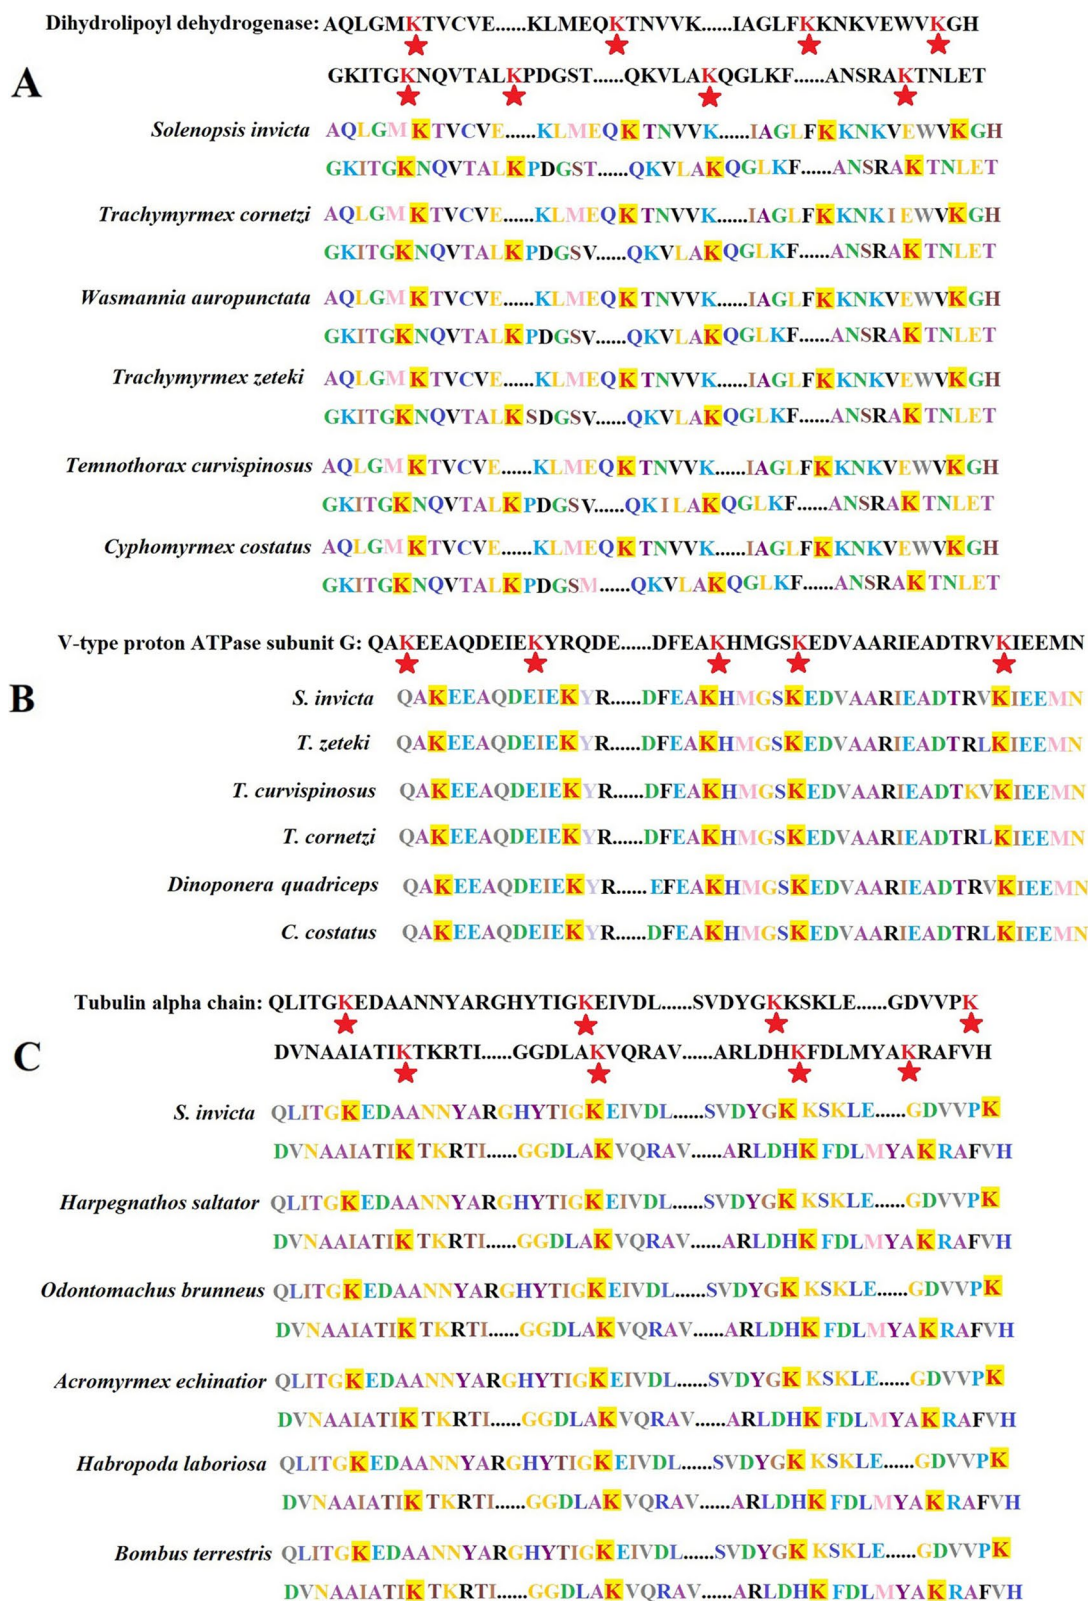 Dihydrolipoyl dehydrogenase: AQLGMKTVCVE......KLMEQKTNVVK......IAGLFKKNKVEWVKGH
A
GKITGKNQVTALKPDGST......QKVLAKQGLKF......ANSRAKTNLET
Solenopsis invicta AQLGMKTVCVE......KLMEQKTNVVK......IAGLFKKNKVEWVKGH
GKITGKNQVTALKPDGST......QKVLAKQGLKF......ANSRAKTNLET
Trachymyrmex cornetzi AQLGMKTVCVE......KLMEQKTNVVK......IAGLFKKNKIEWVKGH
GKITGKNQVTALKPDGSV......QKVLAKQGLKF......ANSRAKTNLET
Wasmannia auropunctata AQLGMKTVCVE......KLMEQKTNVVK......IAGLFKKNKVEWVKGH
GKITGKNQVTALKPDGSV......QKVLAKQGLKF......ANSRAKTNLET
Trachymyrmex zeteki AQLGMKTVCVE......KLMEQKTNVVK......IAGLFKKNKVEWVKGH
GKITGKNQVTALKSDGSV......QKVLAKQGLKF......ANSRAKTNLET
Temnothorax curvispinosus AQLGMKTVCVE......KLMEQKTNVVK......IAGLFKKNKVEWVKGH
GKITGKNQVTALKPDGSV......QKILAKQGLKF......ANSRAKTNLET
Cyphomyrmex costatus AQLGMKTVCVE......KLMEQKTNVVK......IAGLFKKNKVEWVKGH
GKITGKNQVTALKPDGSM......QKVLAKQGLKF......ANSRAKTNLET
V-type proton ATPase subunit G: QAKEEAQDEIEKYRQDE......DFEAKHMGSKEDVAARIEADTRVKIEEMN
B
S. invicta QAKEEAQDEIEKYR......DFEAKHMGSKEDVAARIEADTRVKIEEMN
T. zeteki QAKEEAQDEIEKYR......DFEAKHMGSKEDVAARIEADTRLKIEEMN
T. curvispinosus QAKEEAQDEIEKYR......DFEAKHMGSKEDVAARIEADTKVKIEEMN
T. cornetzi QAKEEAQDEIEKYR......DFEAKHMGSKEDVAARIEADTRLKIEEMN
Dinoponera quadriceps QAKEEAQDEIEKYR......EFEAKHMGSKEDVAARIEADTRVKIEEMN
C. costatus QAKEEAQDEIEKYR......DFEAKHMGSKEDVAARIEADTRLKIEEMN
Tubulin alpha chain: QLITGKEDAANNYARGHYTIGKEIVDL......SVDYGKKSKLE......GDVVPK
C
DVNAAIATIKTKRTI......GGDLAKVQRAV......ARLDHKFDLMYAKRAFVH
S. invicta QLITGKEDAANNYARGHYTIGKEIVDL......SVDYGKKSKLE......GDVVPK
DVNAAIATIKTKRTI......GGDLAKVQRAV......ARLDHKFDLMYAKRAFVH
Harpegnathos saltator QLITGKEDAANNYARGHYTIGKEIVDL......SVDYGKKSKLE......GDVVPK
DVNAAIATIKTKRTI......GGDLAKVQRAV......ARLDHKFDLMYAKRAFVH
Odontomachus brunneus QLITGKEDAANNYARGHYTIGKEIVDL......SVDYGKKSKLE......GDVVPK
DVNAAIATIKTKRTI......GGDLAKVQRAV......ARLDHKFDLMYAKRAFVH
Acromyrmex echinatior QLITGKEDAANNYARGHYTIGKEIVDL......SVDYGKKSKLE......GDVVPK
DVNAAIATIKTKRTI......GGDLAKVQRAV......ARLDHKFDLMYAKRAFVH
Habropoda laboriosa QLITGKEDAANNYARGHYTIGKEIVDL......SVDYGKKSKLE......GDVVPK
DVNAAIATIKTKRTI......GGDLAKVQRAV......ARLDHKFDLMYAKRAFVH
Bombus terrestris QLITGKEDAANNYARGHYTIGKEIVDL......SVDYGKKSKLE......GDVVPK
DVNAAIATIKTKRTI......GGDLAKVQRAV......ARLDHKFDLMYAKRAFVH